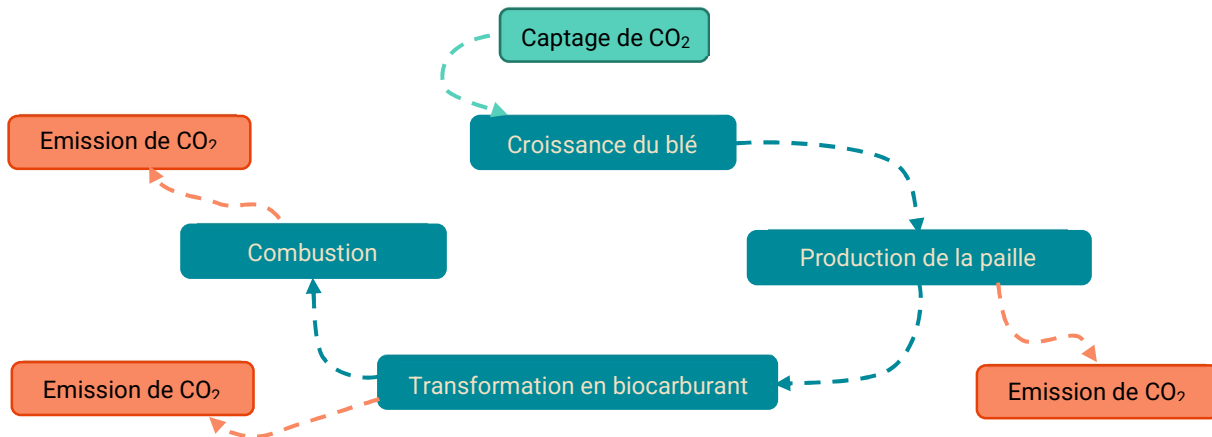 Captage de CO₂
Emission de CO₂
Croissance du blé
Combustion
Production de la paille
Emission de CO₂
Transformation en biocarburant
Emission de CO₂